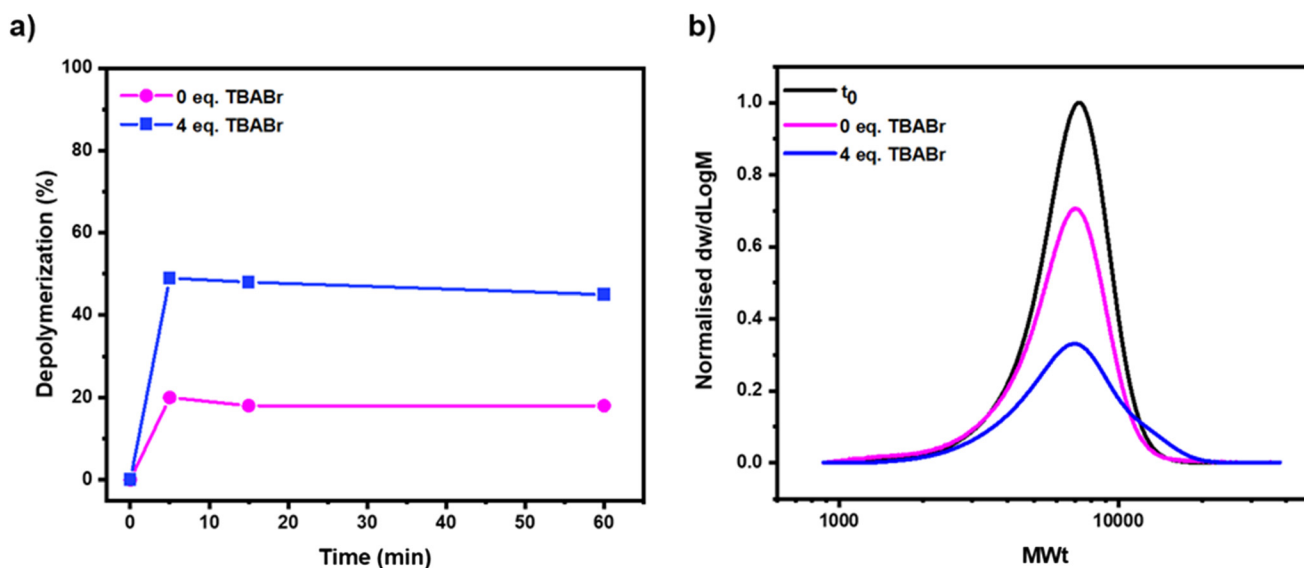 a)
Depolymerization (%)
100
80
60
40
20
0
0 eq. TBABr
4 eq. TBABr
0 10 20 30 40 50 60
Time (min)
b)
Normalised dw/dLogM
1.0
0.8
0.6
0.4
0.2
0.0
t0
0 eq. TBABr
4 eq. TBABr
1000 10000
MWt